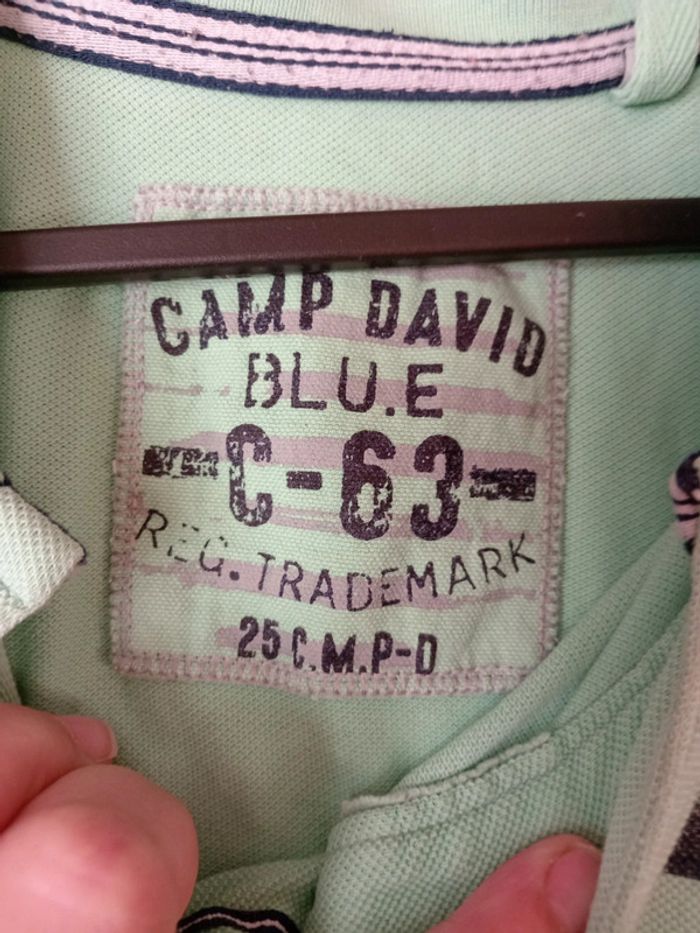 CAMP DAVID
BLU.E
C-63
REG. TRADEMARK
25 C.M.P-D